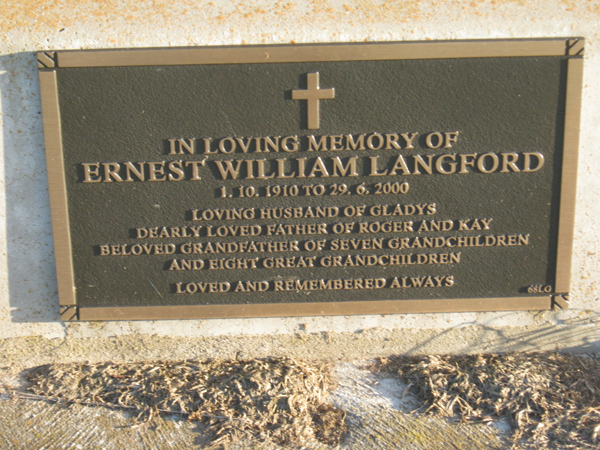 IN LOVING MEMORY OF
ERNEST WILLIAM LANGFORD
1. 10. 1910 TO 29. 6. 2000
LOVING HUSBAND OF GLADYS
DEARLY LOVED FATHER OF ROGER AND KAY
BELOVED GRANDFATHER OF SEVEN GRANDCHILDREN
AND EIGHT GREAT GRANDCHILDREN
LOVED AND REMEMBERED ALWAYS